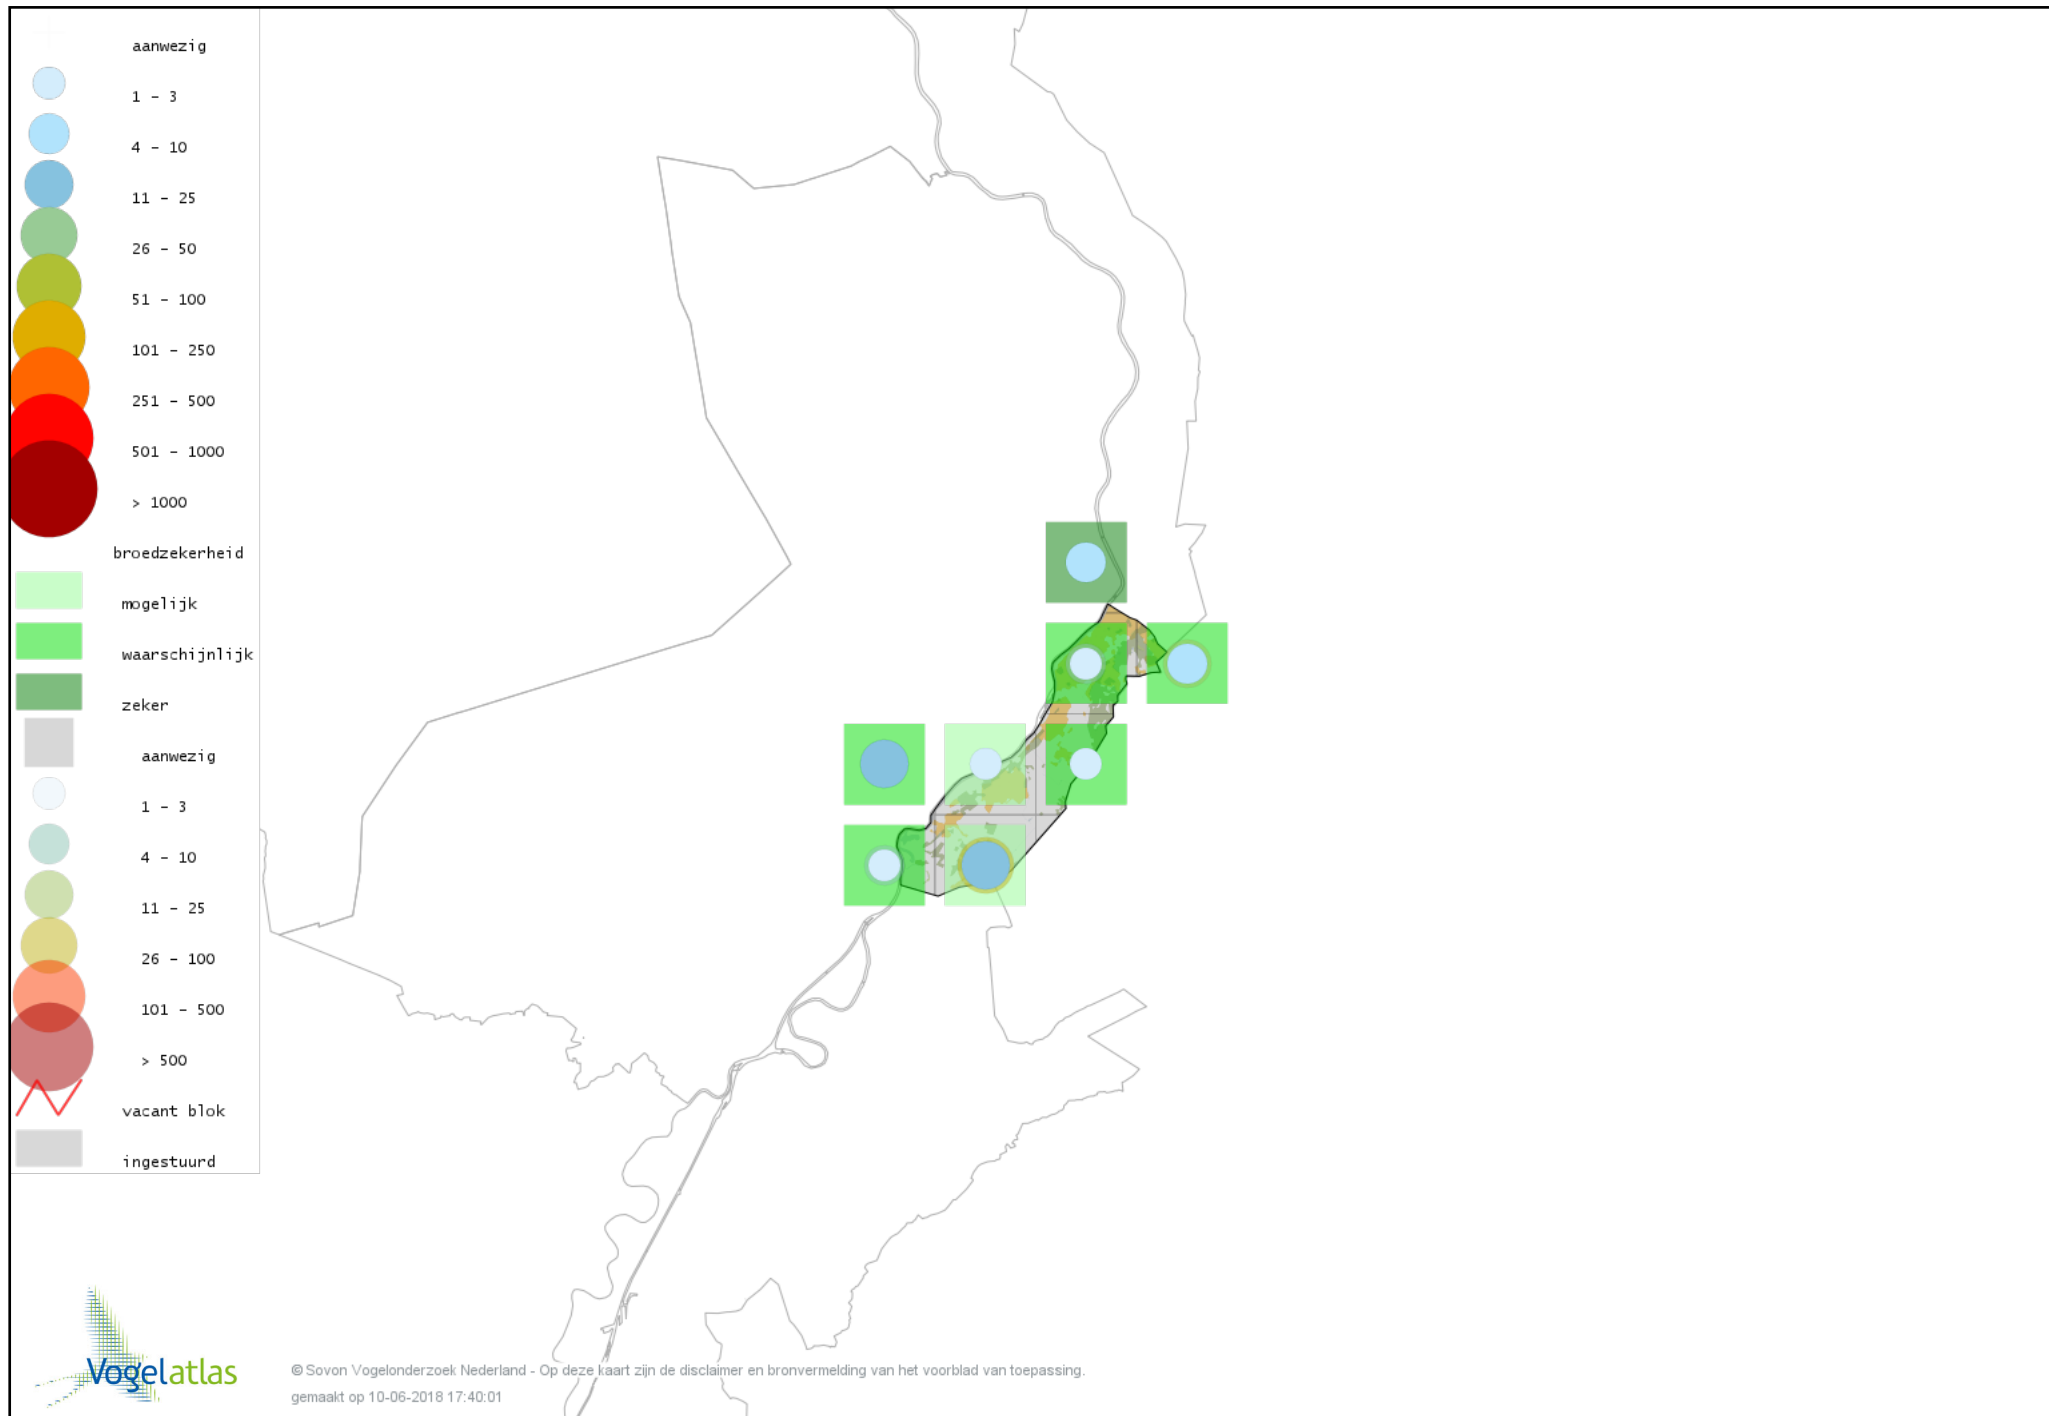 aanwezig
1 - 3
4 - 10
11 - 25
26 - 50
51 - 100
101 - 250
251 - 500
501 - 1000
> 1000
broedzekerheid
mogelijk
waarschijnlijk
zeker
aanwezig
1 - 3
4 - 10
11 - 25
26 - 100
101 - 500
> 500
vacant blok
ingestuurd
Vogelatlas
© Sovon Vogelonderzoek Nederland - Op deze kaart zijn de disclaimer en bronvermelding van het voorblad van toepassing.
gemaakt op 10-06-2018 17:40:01